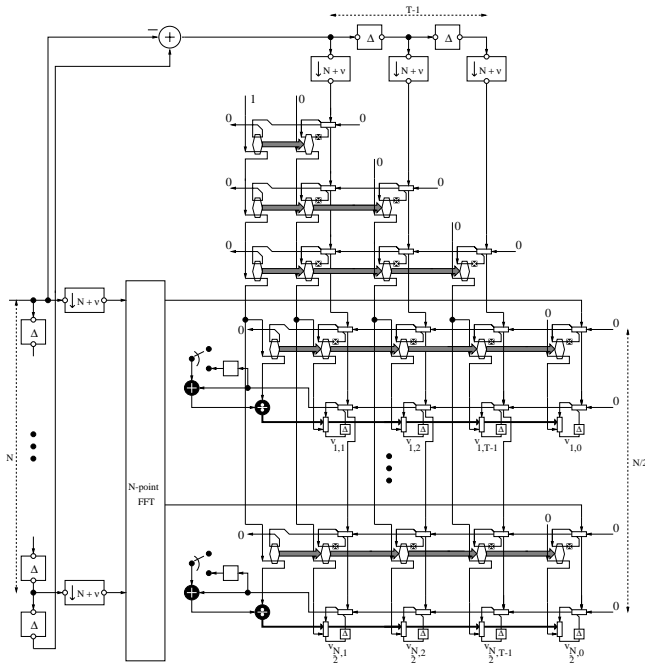 T-1
Δ Δ
− +
↓ N + ν ↓ N + ν ↓ N + ν
1 0
0 0
0
0 0
0
0 0
↓ N + ν
0 0 0
Δ
N
0
v1,1 Δ v1,2 Δ v1,T-1 Δ v1,0 Δ
N/2
N-point
FFT
0
0 0
Δ
↓ N + ν
0
Δ
vN/2,1 Δ vN/2,2 Δ vN/2,T-1 Δ vN/2,0 Δ